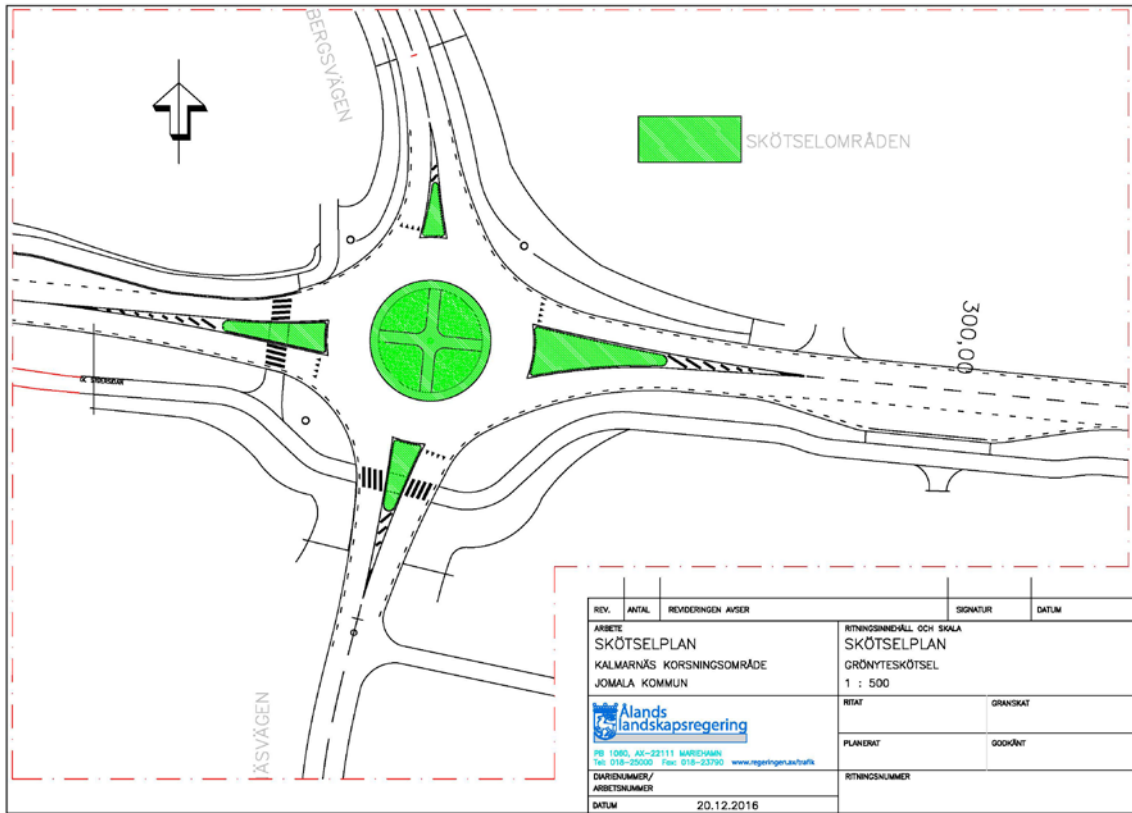 BERGSVÄGEN
SKÖTSELOMRÅDEN
300,00
ÄSVÄGEN
REV. ANTAL REVIDERINGEN AVSER SIGNATUR DATUM
ARBETE
SKÖTSELPLAN
KALMARNÄS KORSNINGSOMRÅDE
JOMALA KOMMUN
RITNINGSINNEHÅLL OCH SKALA
SKÖTSELPLAN
GRÖNYTESKÖTSEL
1 : 500
Ålands
landskapsregering
PB 1060, AX-22111 MARIEHAMN
Tel: 018-25000 Fax: 018-23790 www.regeringen.ax/trafik
RITAT GRANSKAT
PLANERAT GODKÄNT
DIARIENUMMER/
ARBETSNUMMER
RITNINGSNUMMER
DATUM 20.12.2016